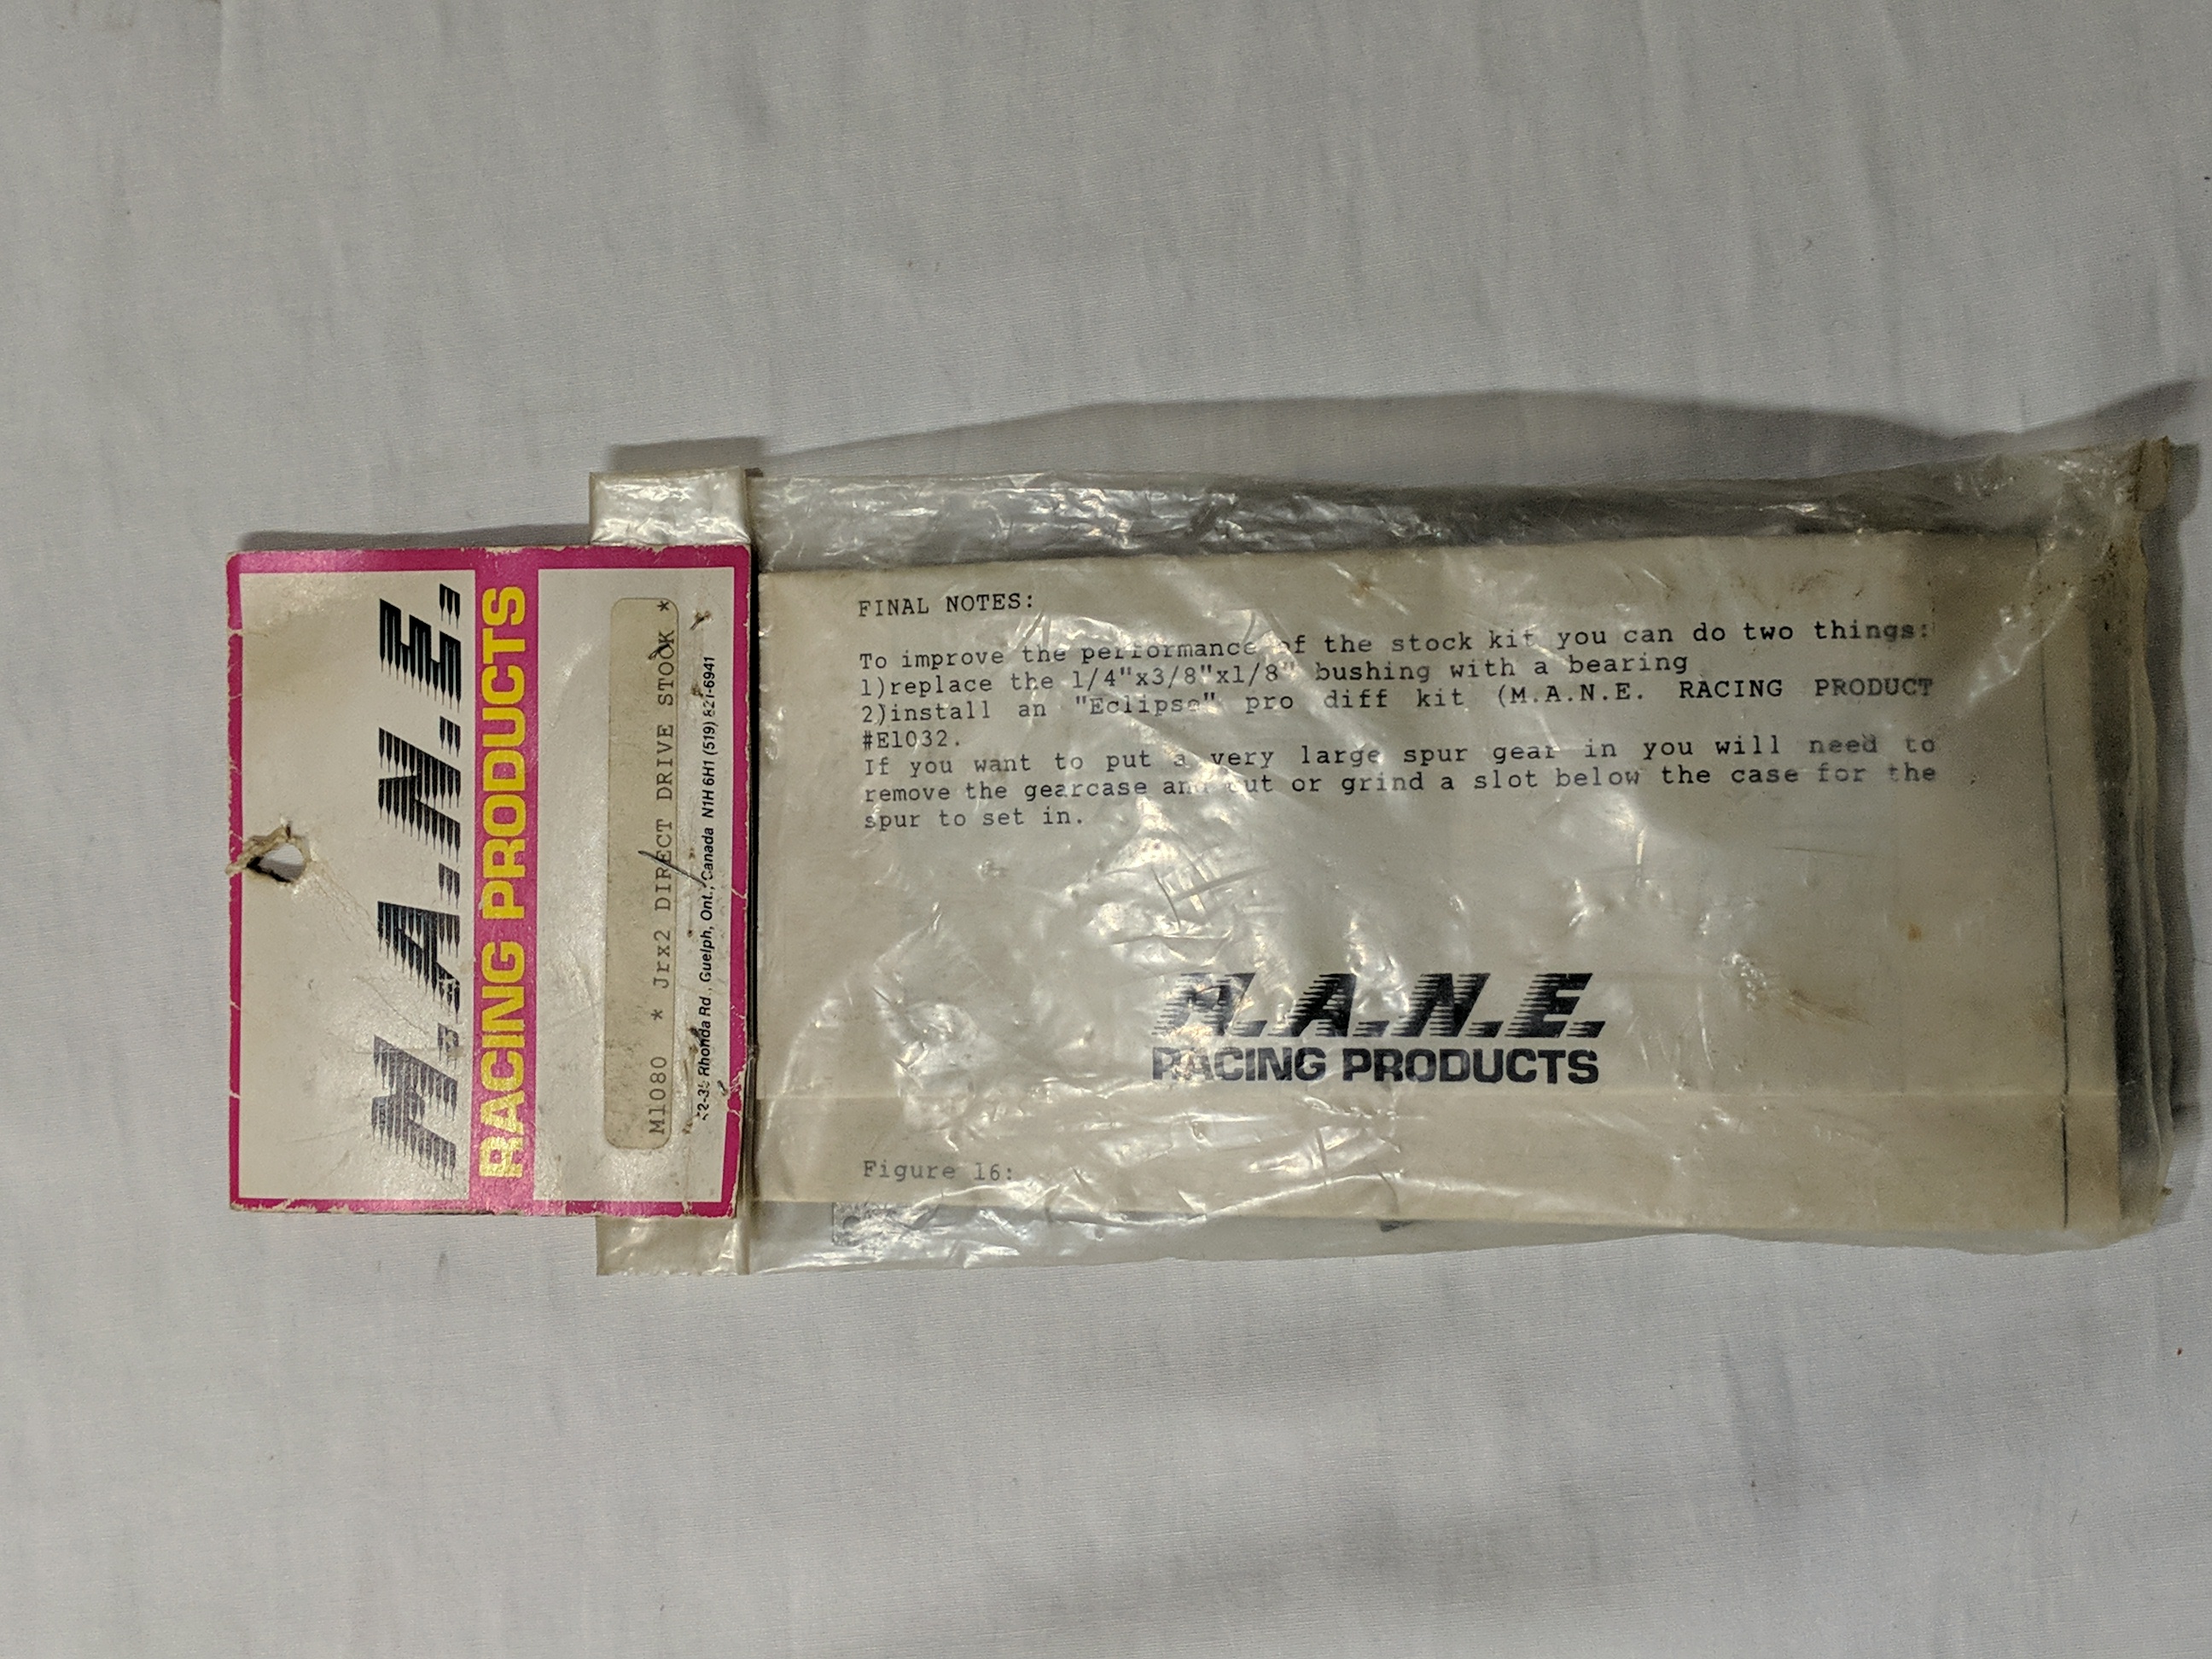 M.A.N.E.
RACING PRODUCTS
M1080 * Jrx2 DIRECT DRIVE STOCK *
Rhonda Rd., Guelph, Ont., Canada N1H 6H1 (519) 821-6941
FINAL NOTES:
To improve the performance of the stock kit you can do two things:
1)replace the 1/4"x3/8"x1/8" bushing with a bearing
2)install an "Eclipse" pro diff kit (M.A.N.E. RACING PRODUCT
#E1032.
If you want to put a very large spur gear in you will need to
remove the gearcase and cut or grind a slot below the case for the
spur to set in.
M.A.N.E.
RACING PRODUCTS
Figure 16: